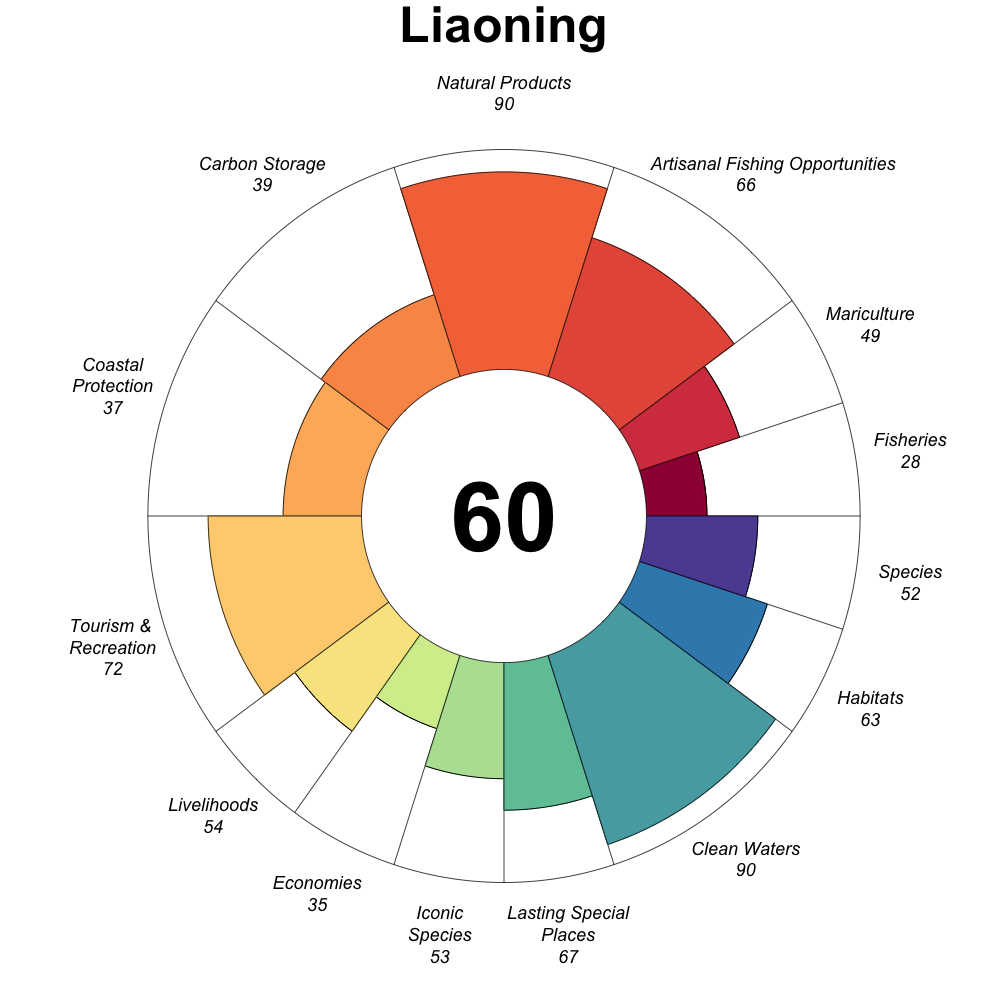 Liaoning
Natural Products
90
Carbon Storage
39
Artisanal Fishing Opportunities
66
Mariculture
49
Coastal
Protection
37
Fisheries
28
60
Species
52
Tourism &
Recreation
72
Habitats
63
Livelihoods
54
Clean Waters
90
Economies
35
Iconic
Species
53
Lasting Special
Places
67